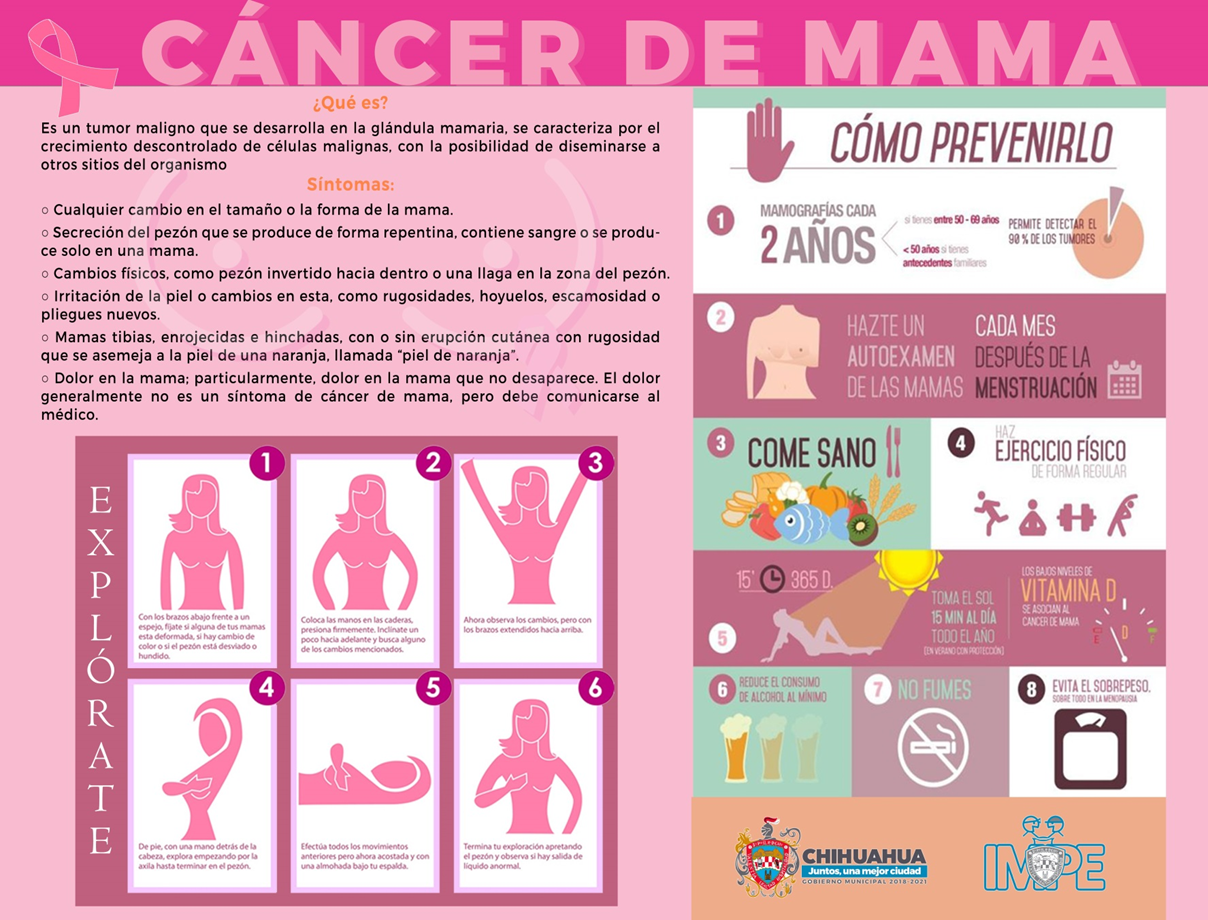 CÁNCER DE MAMA
¿Qué es?
Es un tumor maligno que se desarrolla en la glándula mamaria, se caracteriza por el
crecimiento descontrolado de células malignas, con la posibilidad de diseminarse a
otros sitios del organismo
Síntomas:
○ Cualquier cambio en el tamaño o la forma de la mama.
○ Secreción del pezón que se produce de forma repentina, contiene sangre o se produ-
ce solo en una mama.
○ Cambios físicos, como pezón invertido hacia dentro o una llaga en la zona del pezón.
○ Irritación de la piel o cambios en esta, como rugosidades, hoyuelos, escamosidad o
pliegues nuevos.
○ Mamas tibias, enrojecidas e hinchadas, con o sin erupción cutánea con rugosidad
que se asemeja a la piel de una naranja, llamada “piel de naranja”.
○ Dolor en la mama; particularmente, dolor en la mama que no desaparece. El dolor
generalmente no es un síntoma de cáncer de mama, pero debe comunicarse al
médico.
EXPLÓRATE
1
Con los brazos abajo frente a un
espejo, fíjate si alguna de tus mamas
esta deformada, si hay cambio de
color o si el pezón está desviado o
hundido.
2
Coloca las manos en las caderas,
presiona firmemente. Inclínate un
poco hacia adelante y busca alguno
de los cambios mencionados.
3
Ahora observa los cambios, pero con
los brazos extendidos hacia arriba.
4
De pie, con una mano detrás de la
cabeza, explora empezando por la
axila hasta terminar en el pezón.
5
Efectúa todos los movimientos
anteriores pero ahora acostada y con
una almohada bajo tu espalda.
6
Termina tu exploración apretando
el pezón y observa si hay salida de
líquido anormal.
CÓMO PREVENIRLO
1
MAMOGRAFÍAS CADA
2 AÑOS
si tienes entre 50 - 69 años
< 50 años si tienes
antecedentes familiares
PERMITE DETECTAR EL
90 % DE LOS TUMORES
2
HAZTE UN
AUTOEXAMEN
DE LAS MAMAS
CADA MES
DESPUÉS DE LA
MENSTRUACIÓN
3
COME SANO
4
HAZ
EJERCICIO FÍSICO
DE FORMA REGULAR
5
15' 365 D.
TOMA EL SOL
15 MIN AL DÍA
TODO EL AÑO
(EN VERANO CON PROTECCIÓN)
LOS BAJOS NIVELES DE
VITAMINA D
SE ASOCIAN AL
CANCER DE MAMA
E D F
6
REDUCE EL CONSUMO
DE ALCOHOL AL MÍNIMO
7
NO FUMES
8
EVITA EL SOBREPESO,
SOBRE TODO EN LA MENOPAUSIA
CHIHUAHUA
Juntos, una mejor ciudad
GOBIERNO MUNICIPAL 2018-2021
IMPE